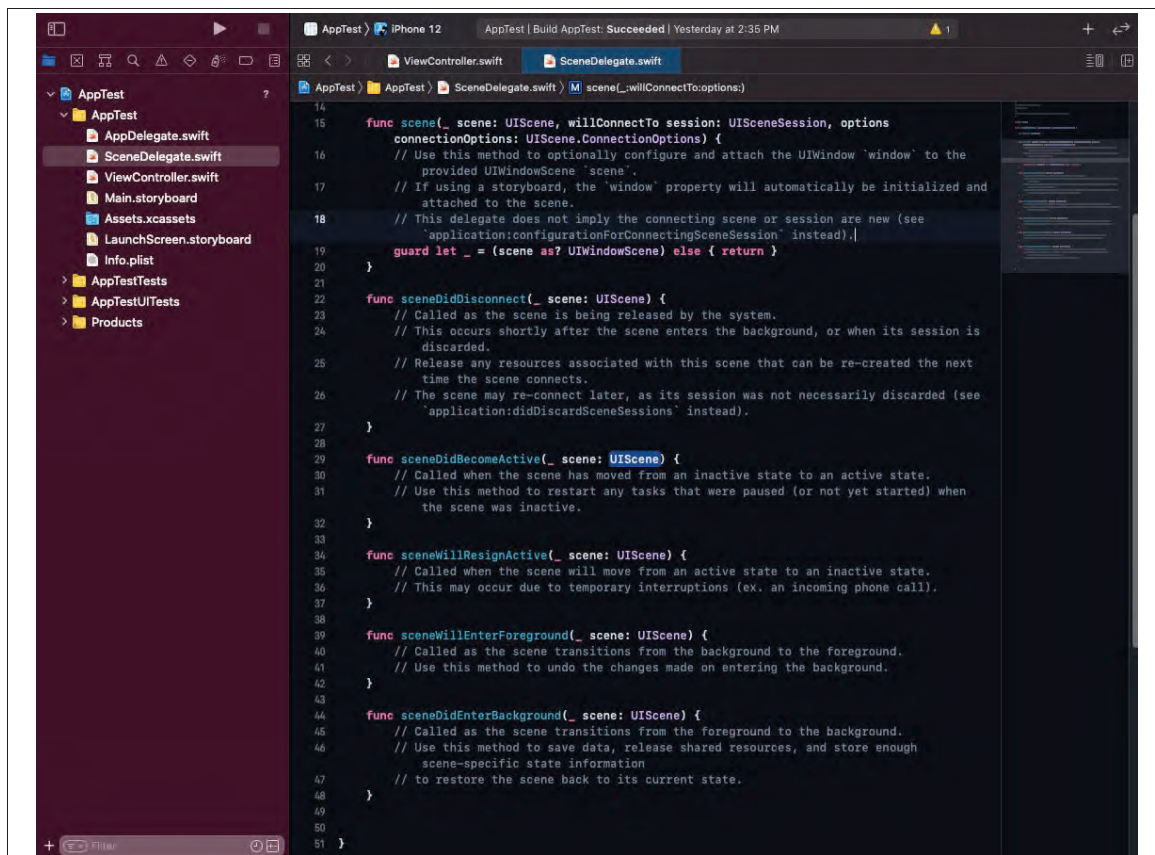 AppTest 〉 iPhone 12
AppTest | Build AppTest: Succeeded | Yesterday at 2:35 PM
1
ViewController.swift
SceneDelegate.swift
AppTest 〉 AppTest 〉 SceneDelegate.swift 〉 M scene(_:willConnectTo:options:)
AppTest ?
AppTest
AppDelegate.swift
SceneDelegate.swift
ViewController.swift
Main.storyboard
Assets.xcassets
LaunchScreen.storyboard
Info.plist
AppTestTests
AppTestUITests
Products
Filter
14
15 func scene(_ scene: UIScene, willConnectTo session: UISceneSession, options
connectionOptions: UIScene.ConnectionOptions) {
16 // Use this method to optionally configure and attach the UIWindow `window` to the
provided UIWindowScene `scene`.
17 // If using a storyboard, the `window` property will automatically be initialized and
attached to the scene.
18 // This delegate does not imply the connecting scene or session are new (see
`application:configurationForConnectingSceneSession` instead).
19 guard let _ = (scene as? UIWindowScene) else { return }
20 }
21
22 func sceneDidDisconnect(_ scene: UIScene) {
23 // Called as the scene is being released by the system.
24 // This occurs shortly after the scene enters the background, or when its session is
discarded.
25 // Release any resources associated with this scene that can be re-created the next
time the scene connects.
26 // The scene may re-connect later, as its session was not necessarily discarded (see
`application:didDiscardSceneSessions` instead).
27 }
28
29 func sceneDidBecomeActive(_ scene: UIScene) {
30 // Called when the scene has moved from an inactive state to an active state.
31 // Use this method to restart any tasks that were paused (or not yet started) when
the scene was inactive.
32 }
33
34 func sceneWillResignActive(_ scene: UIScene) {
35 // Called when the scene will move from an active state to an inactive state.
36 // This may occur due to temporary interruptions (ex. an incoming phone call).
37 }
38
39 func sceneWillEnterForeground(_ scene: UIScene) {
40 // Called as the scene transitions from the background to the foreground.
41 // Use this method to undo the changes made on entering the background.
42 }
43
44 func sceneDidEnterBackground(_ scene: UIScene) {
45 // Called as the scene transitions from the foreground to the background.
46 // Use this method to save data, release shared resources, and store enough
scene-specific state information
47 // to restore the scene back to its current state.
48 }
49
50
51 }